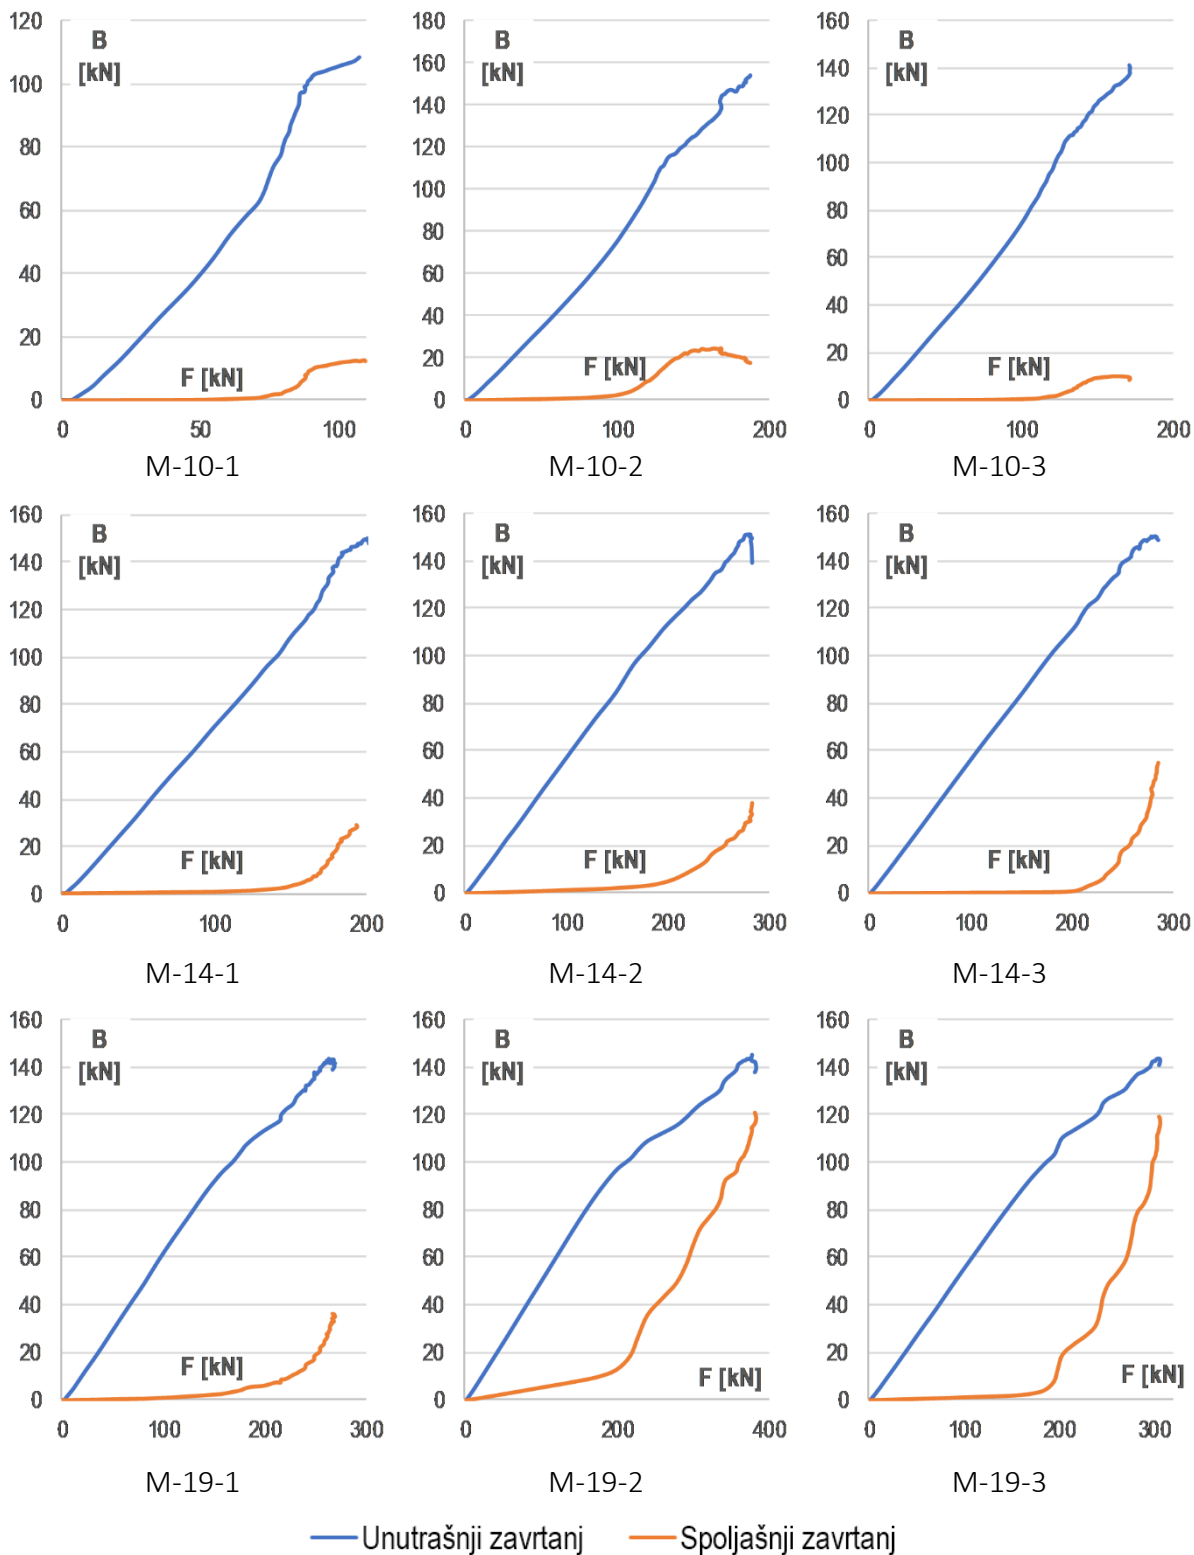 120
100
80
60
40
20
0
B
[kN]
F [kN]
0 50 100
M-10-1
180
160
140
120
100
80
60
40
20
0
B
[kN]
F [kN]
0 100 200
M-10-2
160
140
120
100
80
60
40
20
0
B
[kN]
F [kN]
0 100 200
M-10-3
160
140
120
100
80
60
40
20
0
B
[kN]
F [kN]
0 100 200
M-14-1
160
140
120
100
80
60
40
20
0
B
[kN]
F [kN]
0 100 200 300
M-14-2
160
140
120
100
80
60
40
20
0
B
[kN]
F [kN]
0 100 200 300
M-14-3
160
140
120
100
80
60
40
20
0
B
[kN]
F [kN]
0 100 200 300
M-19-1
160
140
120
100
80
60
40
20
0
B
[kN]
F [kN]
0 200 400
M-19-2
160
140
120
100
80
60
40
20
0
B
[kN]
F [kN]
0 100 200 300
M-19-3
Unutrašnji zavrtanj Spoljašnji zavrtanj